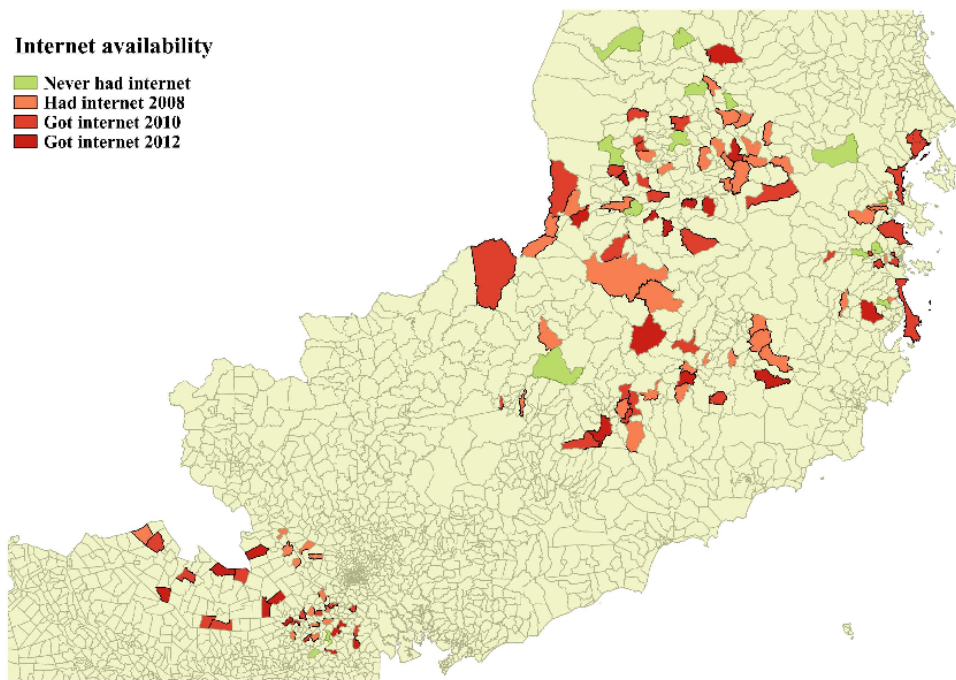 Internet availability
Never had internet
Had internet 2008
Got internet 2010
Got internet 2012